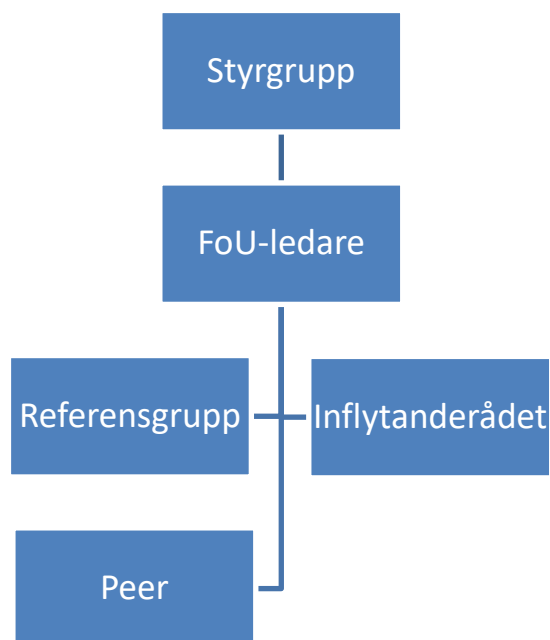 Styrgrupp
FoU-ledare
Referensgrupp
Inflytanderådet
Peer